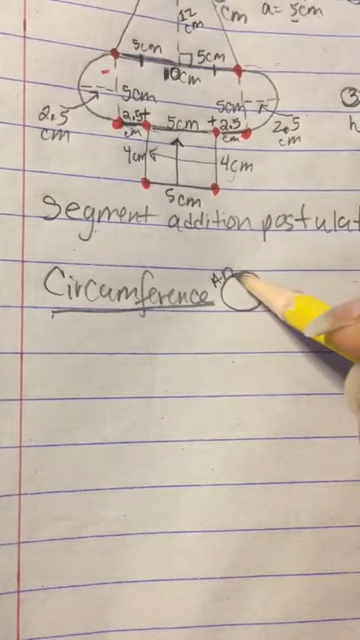 12
cm
cm
a=5cm
5cm 5cm
10cm
5cm 5cm
2.5
cm
2.5+
cm
5cm
+2.5
cm
2.5
cm
4cm 4cm
5cm
Segment addition postulat
Circumference
3
h